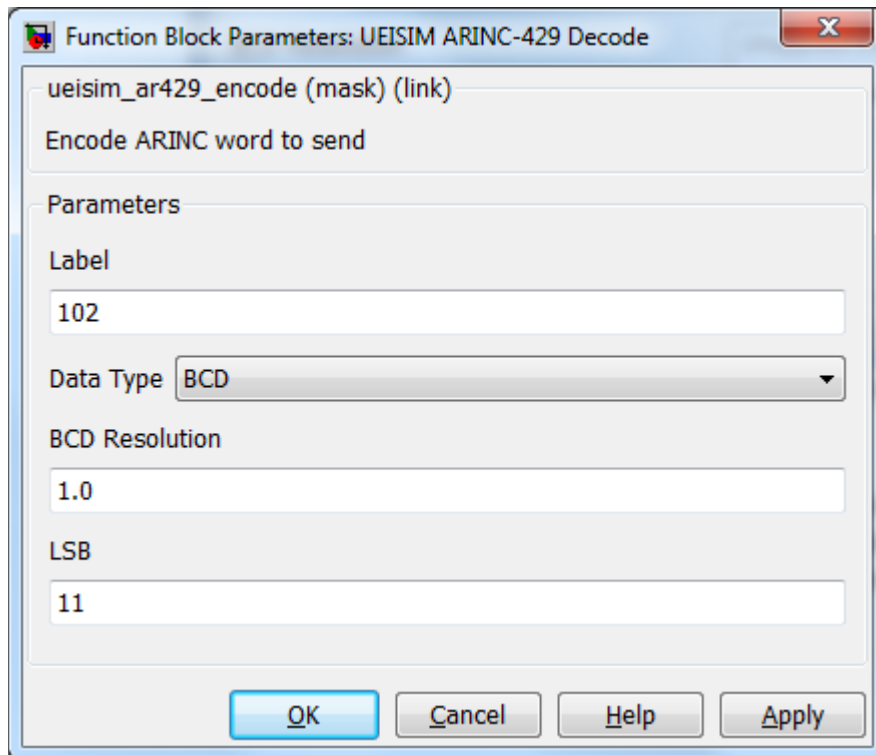 Function Block Parameters: UEISIM ARINC-429 Decode
ueisim_ar429_encode (mask) (link)
Encode ARINC word to send
Parameters
Label
102
Data Type BCD
BCD Resolution
1.0
LSB
11
OK Cancel Help Apply